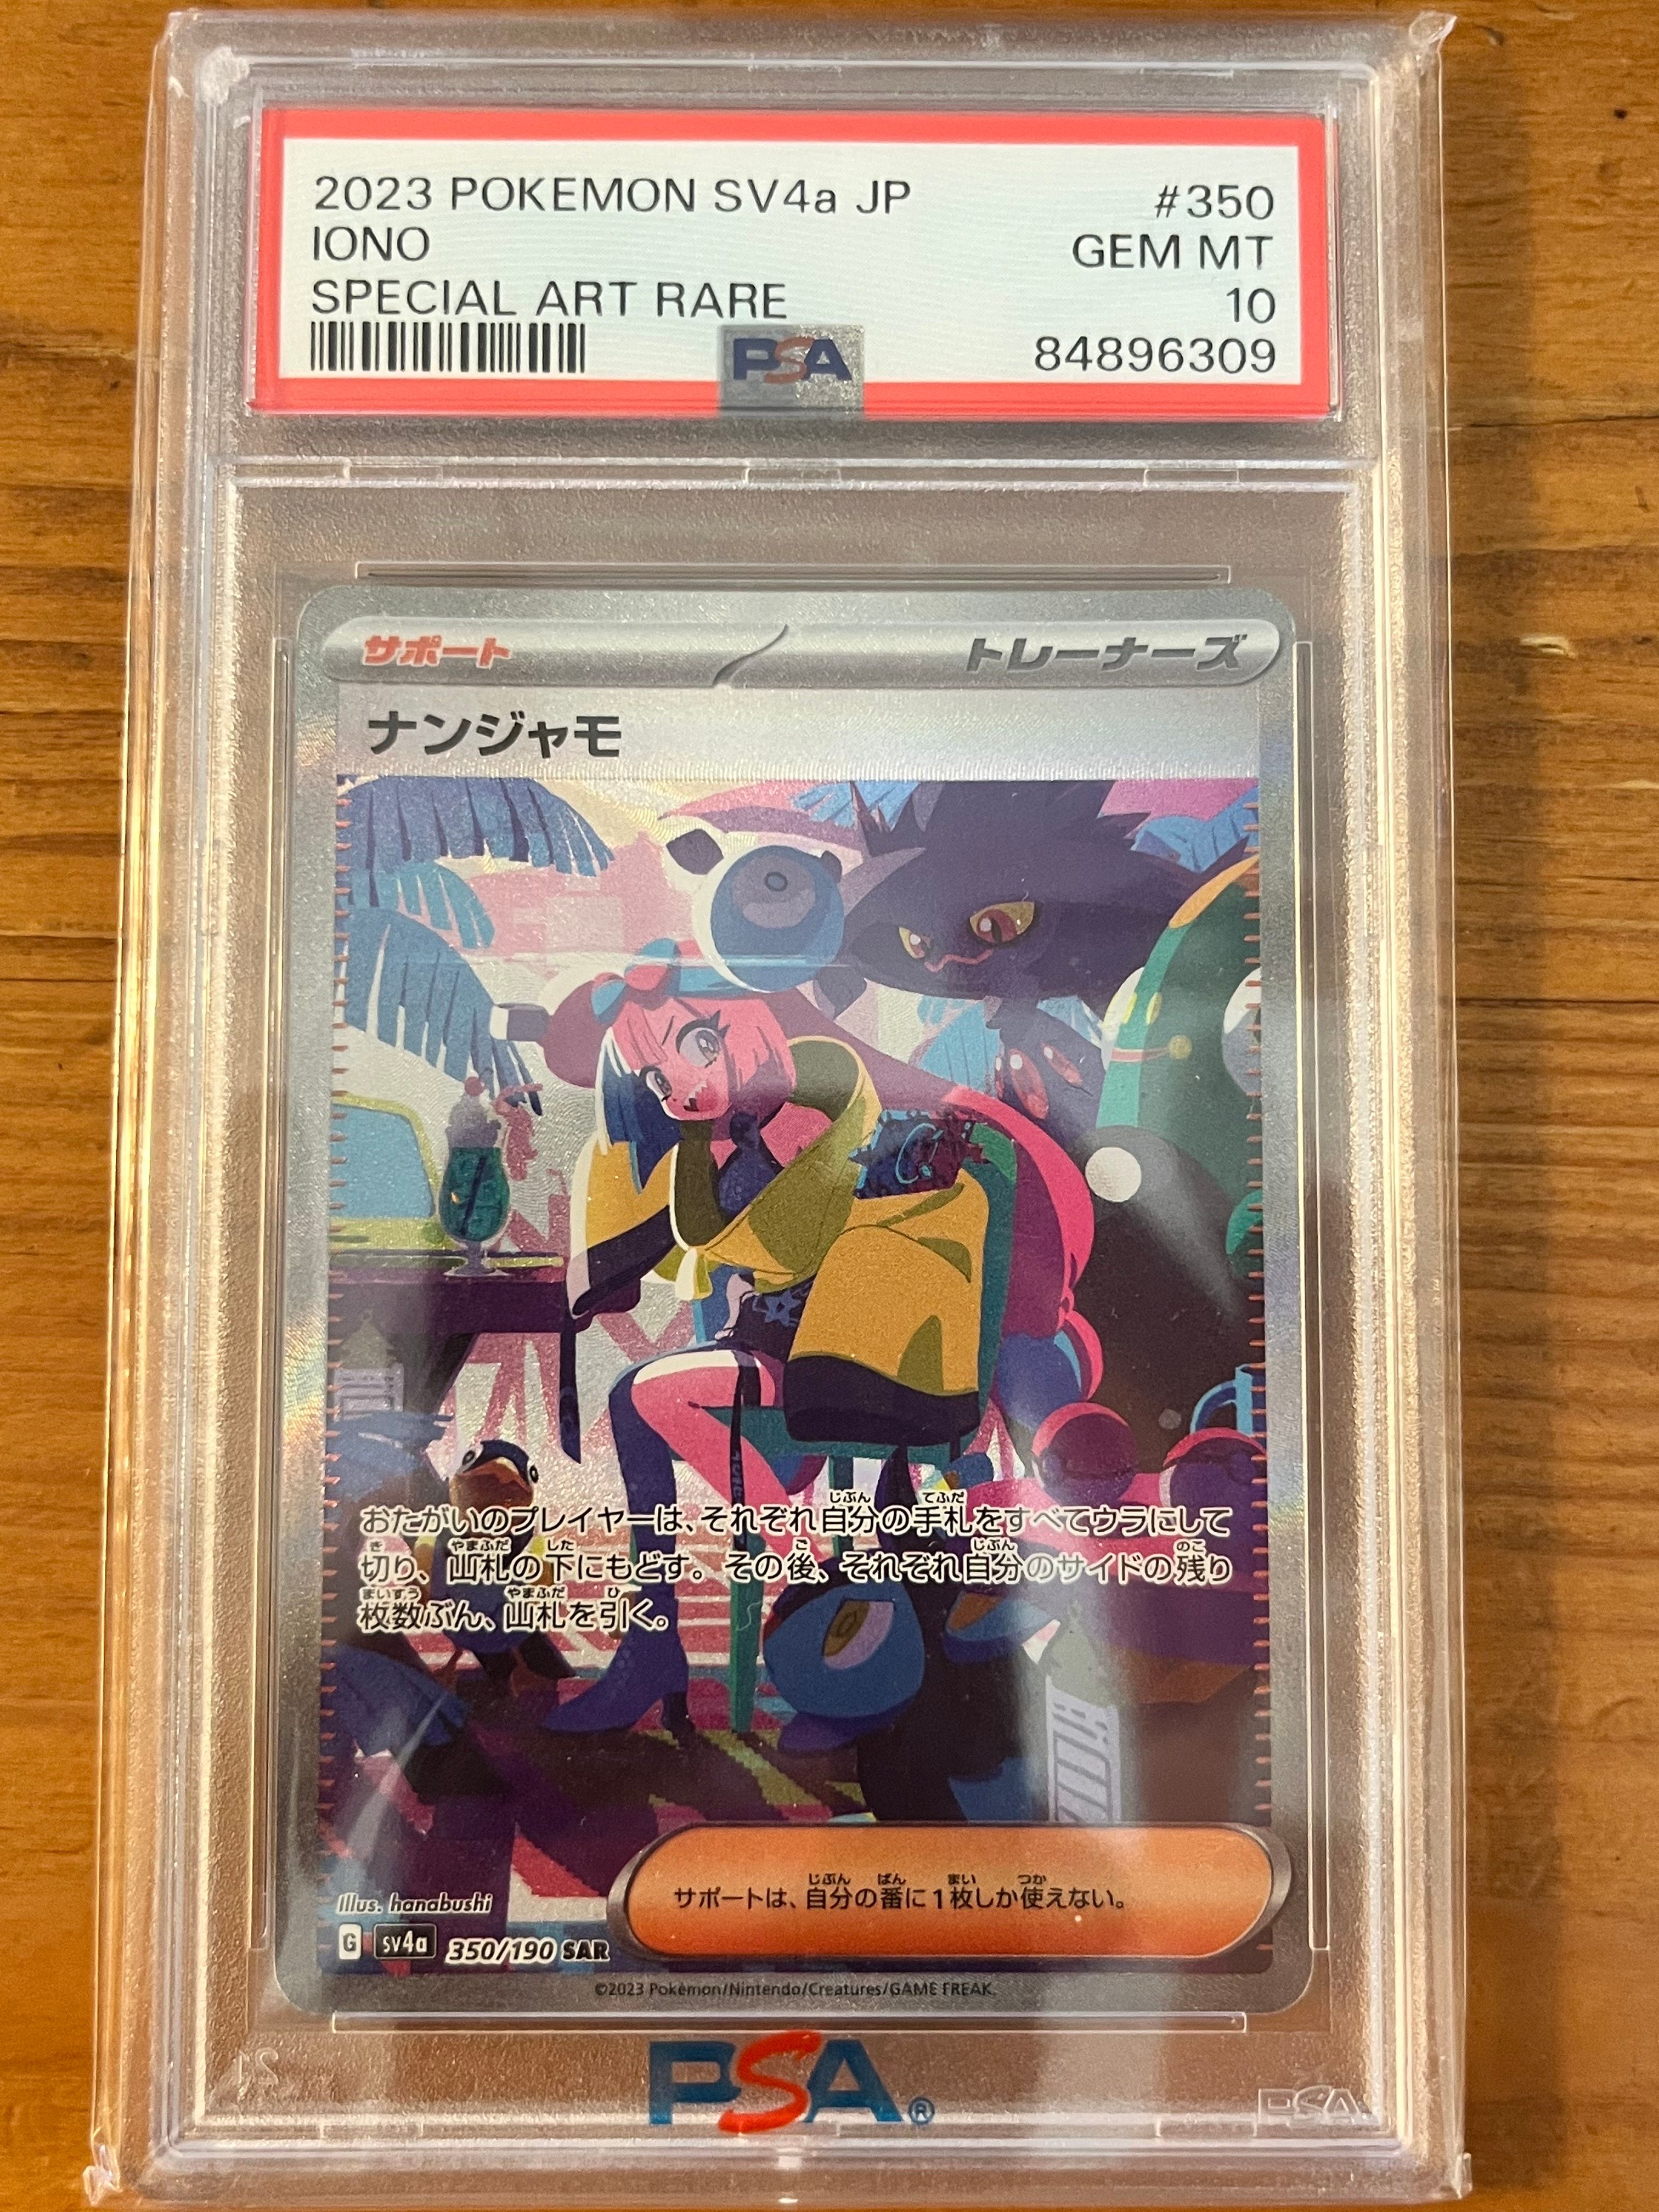 2023 POKEMON SV4a JP #350
IONO GEM MT
SPECIAL ART RARE 10
PSA 84896309
サポート トレーナーズ
ナンジャモ
おたがいのプレイヤーは、それぞれ自分の手札をすべてウラにして
切り、山札の下にもどす。その後、それぞれ自分のサイドの残り
枚数ぶん、山札を引く。
サポートは、自分の番に1枚しか使えない。
Illus. hanabushi
G sv4a 350/190 SAR
©2023 Pokémon/Nintendo/Creatures/GAME FREAK.
PSA®
PSA